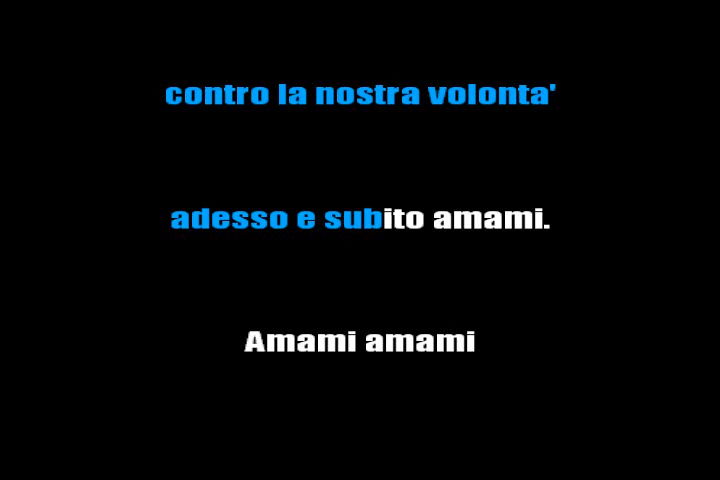 contro la nostra volonta'
adesso e subito amami.
Amami amami